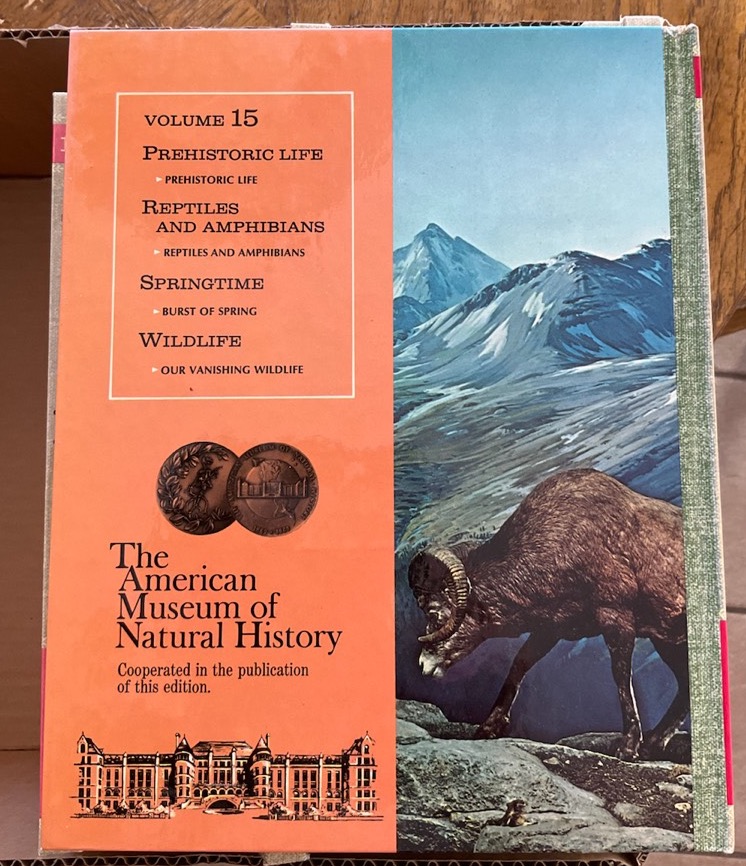 VOLUME 15
PREHISTORIC LIFE
PREHISTORIC LIFE
REPTILES
AND AMPHIBIANS
REPTILES AND AMPHIBIANS
SPRINGTIME
BURST OF SPRING
WILDLIFE
OUR VANISHING WILDLIFE
The
American
Museum of
Natural History
Cooperated in the publication
of this edition.